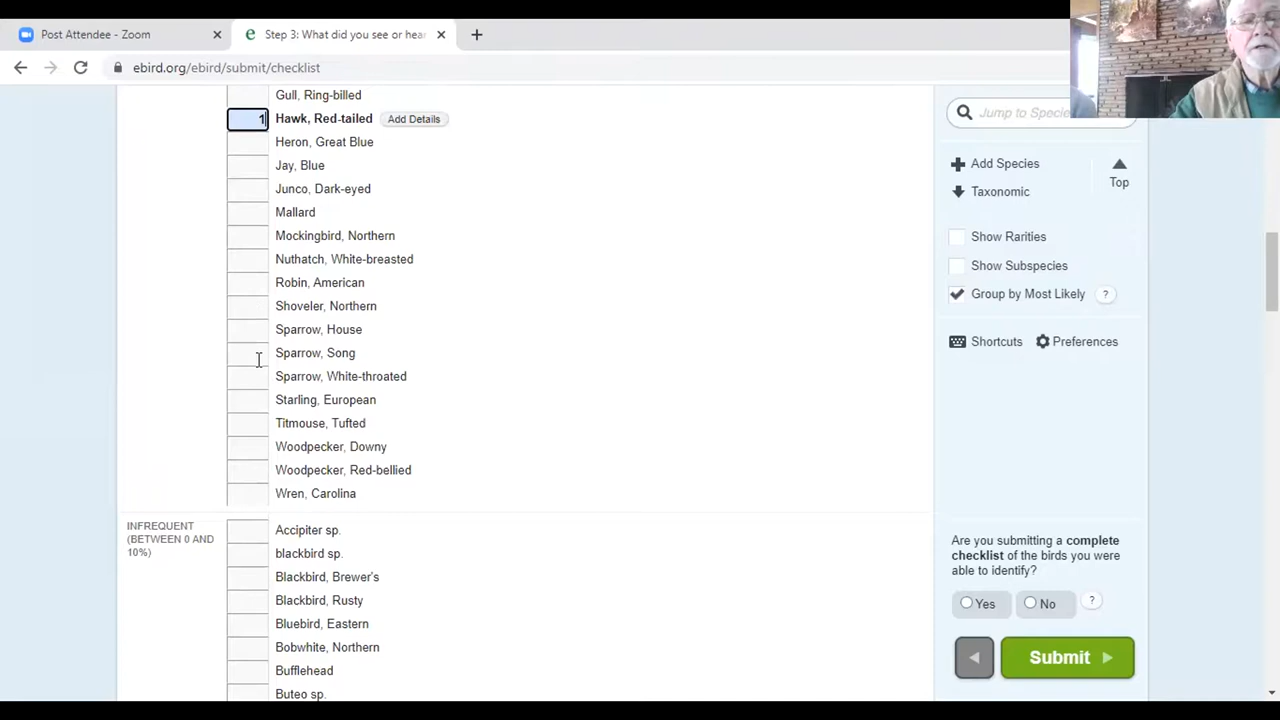 Post Attendee - Zoom
Step 3: What did you see or hear
ebird.org/ebird/submit/checklist
Gull, Ring-billed
1 Hawk, Red-tailed Add Details
Heron, Great Blue
Jay, Blue
Junco, Dark-eyed
Mallard
Mockingbird, Northern
Nuthatch, White-breasted
Robin, American
Shoveler, Northern
Sparrow, House
Sparrow, Song
Sparrow, White-throated
Starling, European
Titmouse, Tufted
Woodpecker, Downy
Woodpecker, Red-bellied
Wren, Carolina
INFREQUENT
(BETWEEN 0 AND
10%)
Accipiter sp.
blackbird sp.
Blackbird, Brewer's
Blackbird, Rusty
Bluebird, Eastern
Bobwhite, Northern
Bufflehead
Buteo sp.
Jump to Species
Add Species
Top
Taxonomic
Show Rarities
Show Subspecies
Group by Most Likely ?
Shortcuts Preferences
Are you submitting a complete
checklist of the birds you were
able to identify?
Yes No ?
Submit